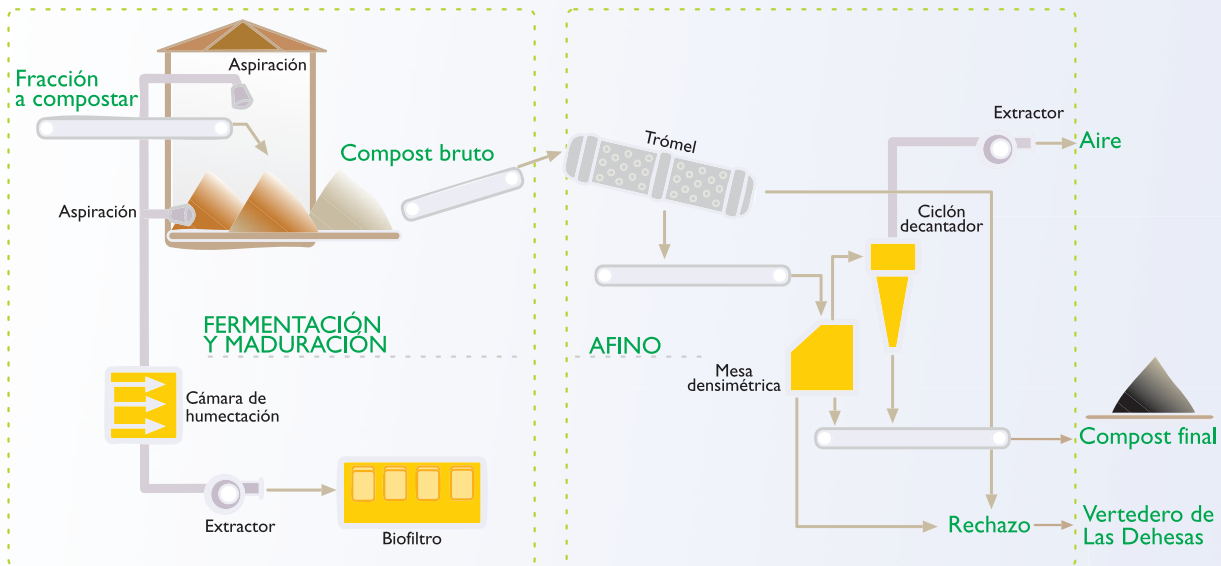 Fracción
a compostar
Aspiración
Compost bruto
Aspiración
FERMENTACIÓN
Y MADURACIÓN
Cámara de
humectación
Extractor
Biofiltro
Trómel
Extractor
Aire
Ciclón
decantador
AFINO
Mesa
densimétrica
Compost final
Rechazo
Vertedero de
Las Dehesas